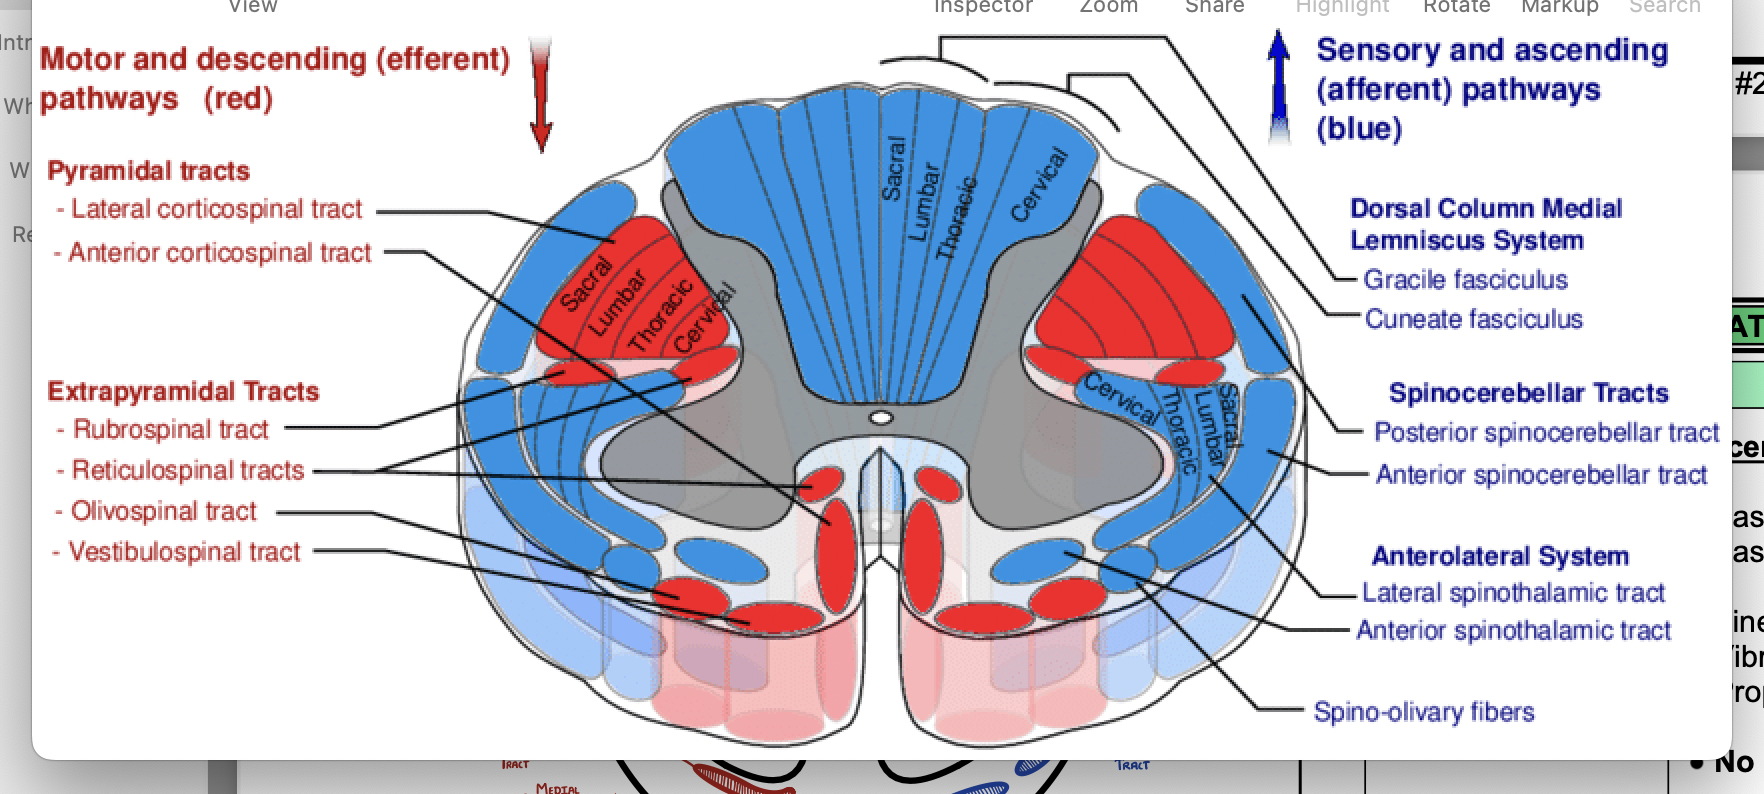 View
Inspector
Zoom
Share
Highlight
Rotate
Markup
Search
Motor and descending (efferent)
pathways (red)
Sensory and ascending
(afferent) pathways
(blue)
#2
Pyramidal tracts
- Lateral corticospinal tract
- Anterior corticospinal tract
Extrapyramidal Tracts
- Rubrospinal tract
- Reticulospinal tracts
- Olivospinal tract
- Vestibulospinal tract
Sacral
Lumbar
Thoracic
Cervical
Sacral
Lumbar
Thoracic
Cervical
Cervical
Thoracic
Lumbar
Sacral
Dorsal Column Medial
Lemniscus System
Gracile fasciculus
Cuneate fasciculus
Spinocerebellar Tracts
Posterior spinocerebellar tract
Anterior spinocerebellar tract
Anterolateral System
Lateral spinothalamic tract
Anterior spinothalamic tract
Spino-olivary fibers
Tract
Medial
Tract
• No